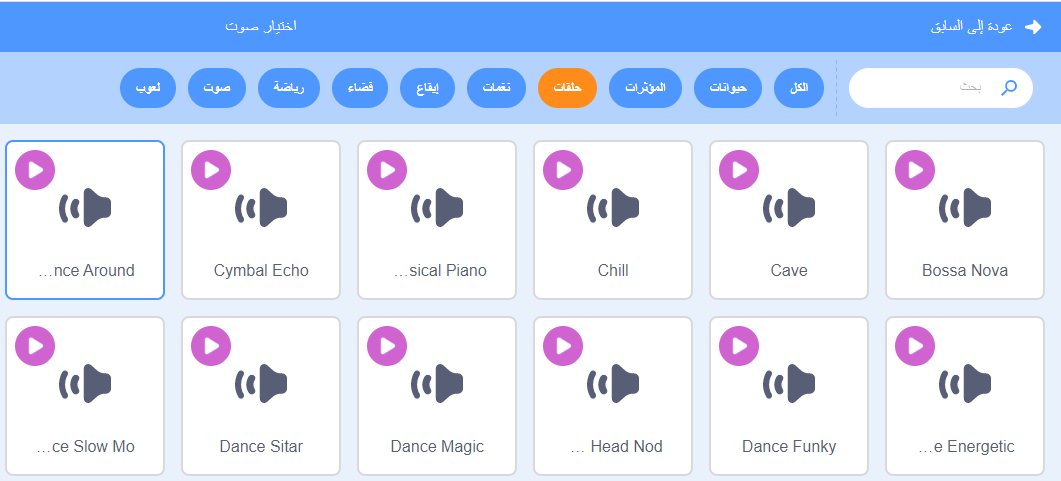 عودة إلى السابق
اختيار صوت
بحث
الكل
حيوانات
المؤثرات
حلقات
نغمات
إيقاع
فضاء
رياضة
صوت
لعوب
Bossa Nova
Cave
Chill
...sical Piano
Cymbal Echo
...nce Around
...e Energetic
Dance Funky
... Head Nod
Dance Magic
Dance Sitar
...ce Slow Mo